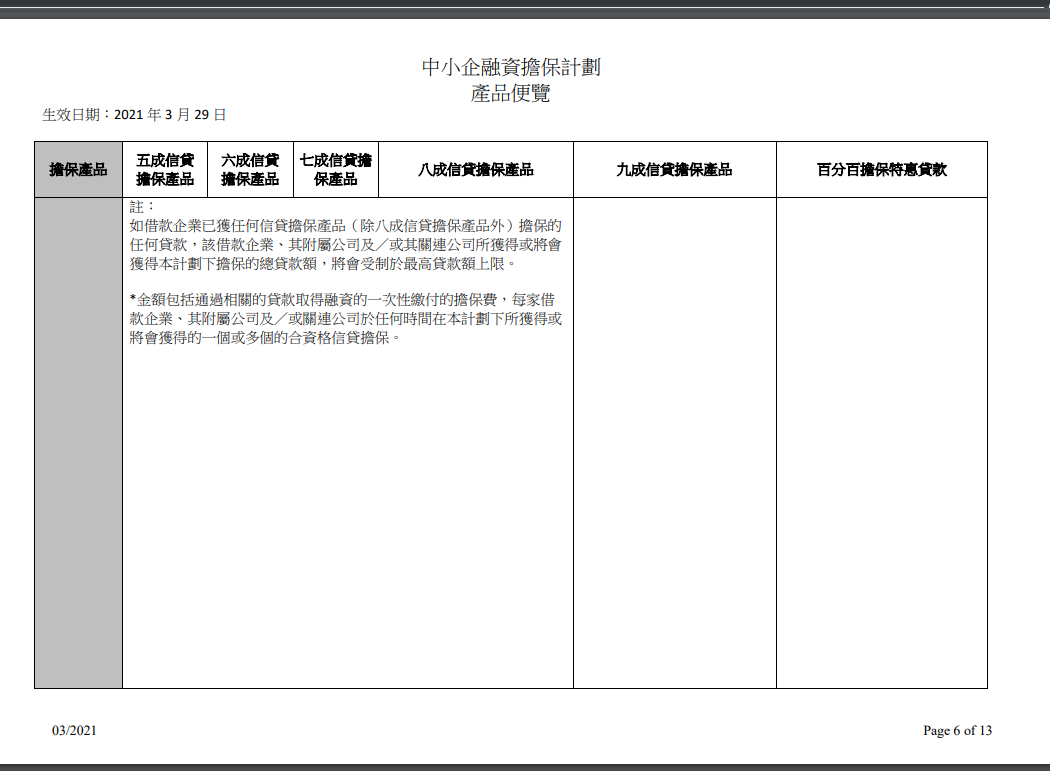 中小企融資擔保計劃
產品便覽
生效日期：2021 年 3 月 29 日
擔保產品
五成信貸
擔保產品
六成信貸
擔保產品
七成信貸擔
保產品
八成信貸擔保產品
九成信貸擔保產品
百分百擔保特惠貸款
註：
如借款企業已獲任何信貸擔保產品（除八成信貸擔保產品外）擔保的
任何貸款，該借款企業、其附屬公司及／或其關連公司所獲得或將會
獲得本計劃下擔保的總貸款額，將會受制於最高貸款額上限。
*金額包括通過相關的貸款取得融資的一次性繳付的擔保費，每家借
款企業、其附屬公司及／或關連公司於任何時間在本計劃下所獲得或
將會獲得的一個或多個的合資格信貸擔保。
03/2021
Page 6 of 13